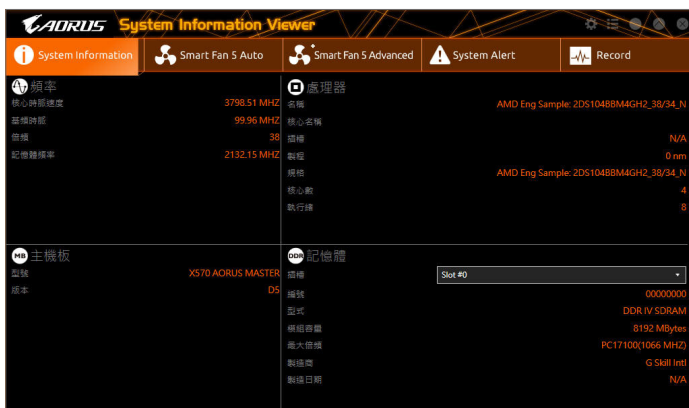 AORUS System Information Viewer
System Information
Smart Fan 5 Auto
Smart Fan 5 Advanced
System Alert
Record
頻率
核心時脈速度 3798.51 MHZ
基頻時脈 99.96 MHZ
倍頻 38
記憶體頻率 2132.15 MHZ
處理器
名稱 AMD Eng Sample: 2DS104BBM4GH2_38/34_N
核心名稱
插槽 N/A
製程 0 nm
規格 AMD Eng Sample: 2DS104BBM4GH2_38/34_N
核心數 4
執行緒 8
MB 主機板
型號 X570 AORUS MASTER
版本 D5
DDR 記憶體
插槽 Slot #0
編號 00000000
型式 DDR IV SDRAM
模組容量 8192 MBytes
最大倍頻 PC17100(1066 MHZ)
製造商 G Skill Intl
製造日期 N/A